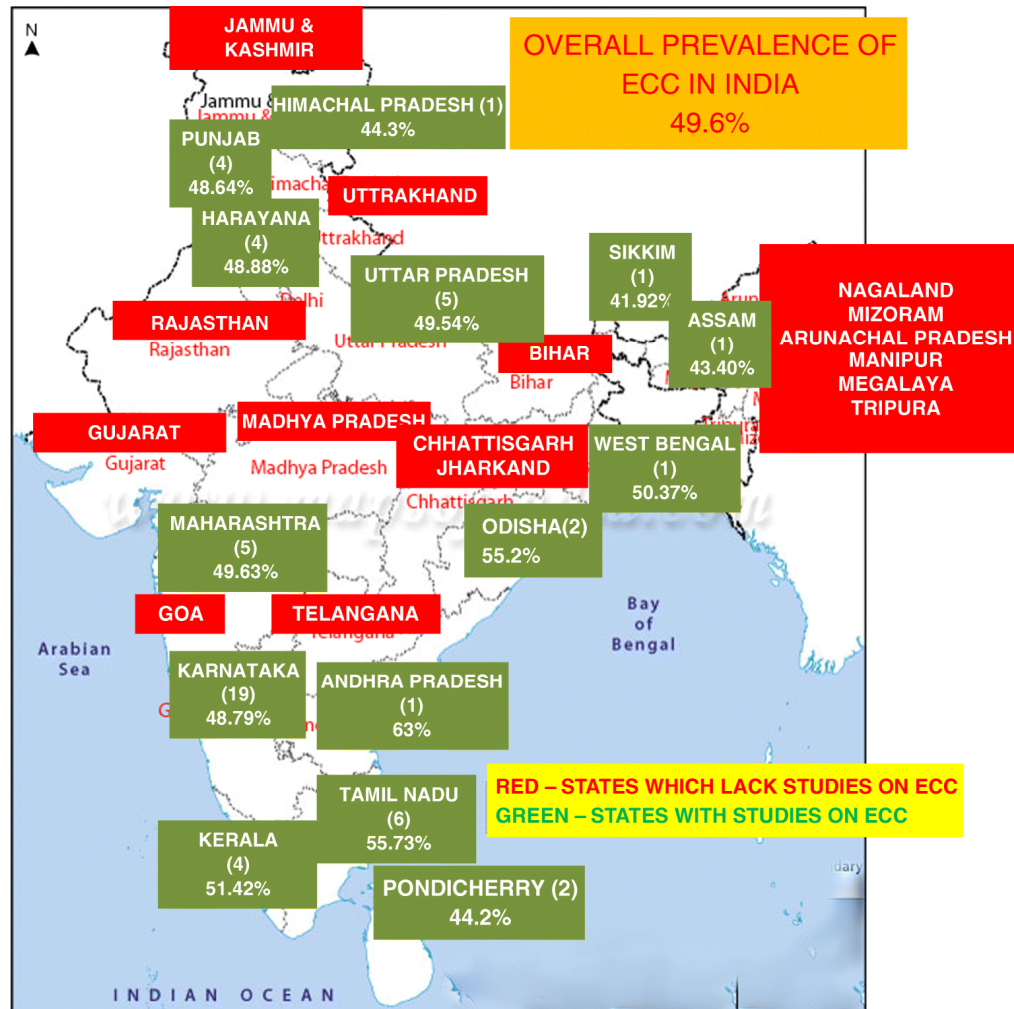 N
JAMMU &
KASHMIR
OVERALL PREVALENCE OF
ECC IN INDIA
49.6%
Jammu &
Jammu &
HIMACHAL PRADESH (1)
44.3%
PUNJAB
(4)
48.64%
imacha
UTTRAKHAND
HARAYANA
(4)
48.88%
Uttrakhand
UTTAR PRADESH
(5)
49.54%
SIKKIM
(1)
41.92%
Delhi
Arun
NAGALAND
MIZORAM
ARUNACHAL PRADESH
MANIPUR
MEGALAYA
TRIPURA
RAJASTHAN
Rajasthan
Uttar Pradesh
ASSAM
(1)
43.40%
BIHAR
Bihar
GUJARAT
Gujarat
MADHYA PRADESH
Madhya Pradesh
CHHATTISGARH
JHARKAND
Chhattisgarh
WEST BENGAL
(1)
50.37%
MAHARASHTRA
(5)
49.63%
ODISHA(2)
55.2%
GOA
TELANGANA
Telangana
Arabian
Sea
Bay
of
Bengal
KARNATAKA
(19)
48.79%
G
ANDHRA PRADESH
(1)
63%
RED – STATES WHICH LACK STUDIES ON ECC
GREEN – STATES WITH STUDIES ON ECC
TAMIL NADU
(6)
55.73%
KERALA
(4)
51.42%
PONDICHERRY (2)
44.2%
dary
INDIAN OCEAN